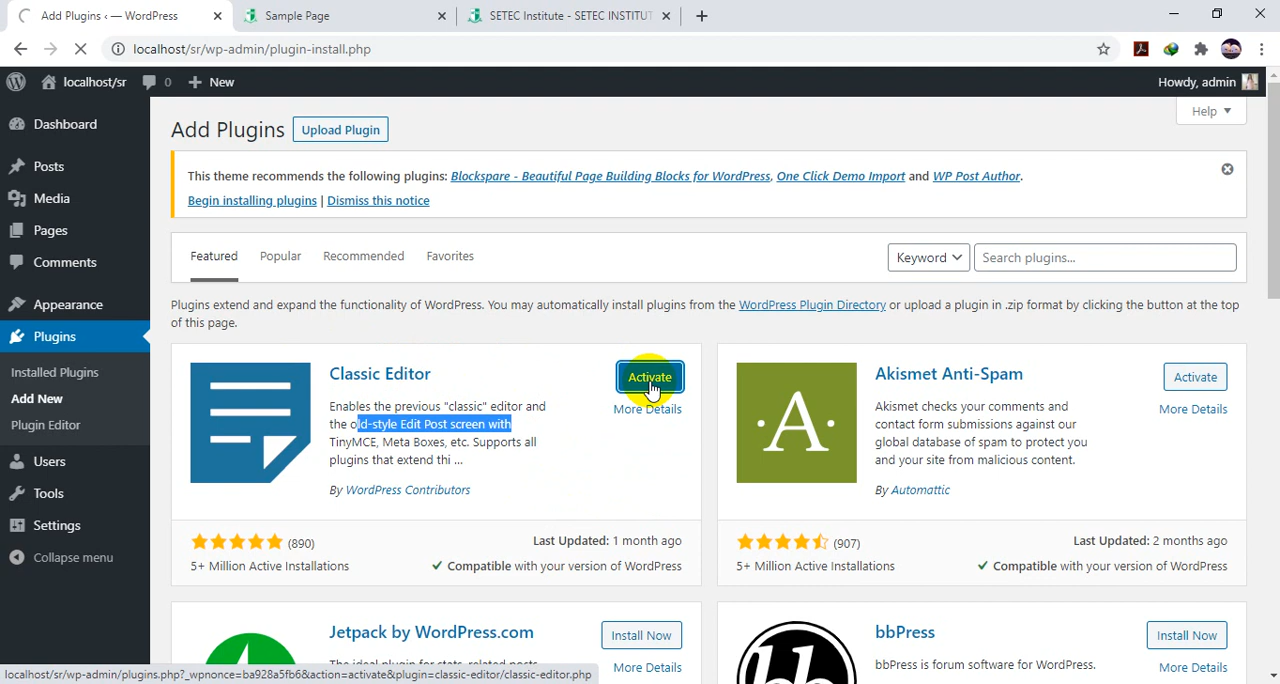 Add Plugins ‹ — WordPress
Sample Page
SETEC Institute - SETEC INSTITUT
localhost/sr/wp-admin/plugin-install.php
localhost/sr
0
New
Howdy, admin
Dashboard
Posts
Media
Pages
Comments
Appearance
Plugins
Installed Plugins
Add New
Plugin Editor
Users
Tools
Settings
Collapse menu
Help
Add Plugins
Upload Plugin
This theme recommends the following plugins: Blockspare - Beautiful Page Building Blocks for WordPress, One Click Demo Import and WP Post Author.
Begin installing plugins | Dismiss this notice
Featured
Popular
Recommended
Favorites
Keyword
Search plugins...
Plugins extend and expand the functionality of WordPress. You may automatically install plugins from the WordPress Plugin Directory or upload a plugin in .zip format by clicking the button at the top
of this page.
Classic Editor
Activate
More Details
Enables the previous "classic" editor and
the old-style Edit Post screen with
TinyMCE, Meta Boxes, etc. Supports all
plugins that extend thi ...
By WordPress Contributors
(890)
5+ Million Active Installations
Last Updated: 1 month ago
Compatible with your version of WordPress
Akismet Anti-Spam
Activate
More Details
Akismet checks your comments and
contact form submissions against our
global database of spam to protect you
and your site from malicious content.
By Automattic
(907)
5+ Million Active Installations
Last Updated: 2 months ago
Compatible with your version of WordPress
Jetpack by WordPress.com
Install Now
More Details
The ideal plugin for stats, related posts,
bbPress
Install Now
More Details
bbPress is forum software for WordPress.
localhost/sr/wp-admin/plugins.php?_wpnonce=ba928a5fb6&action=activate&plugin=classic-editor/classic-editor.php